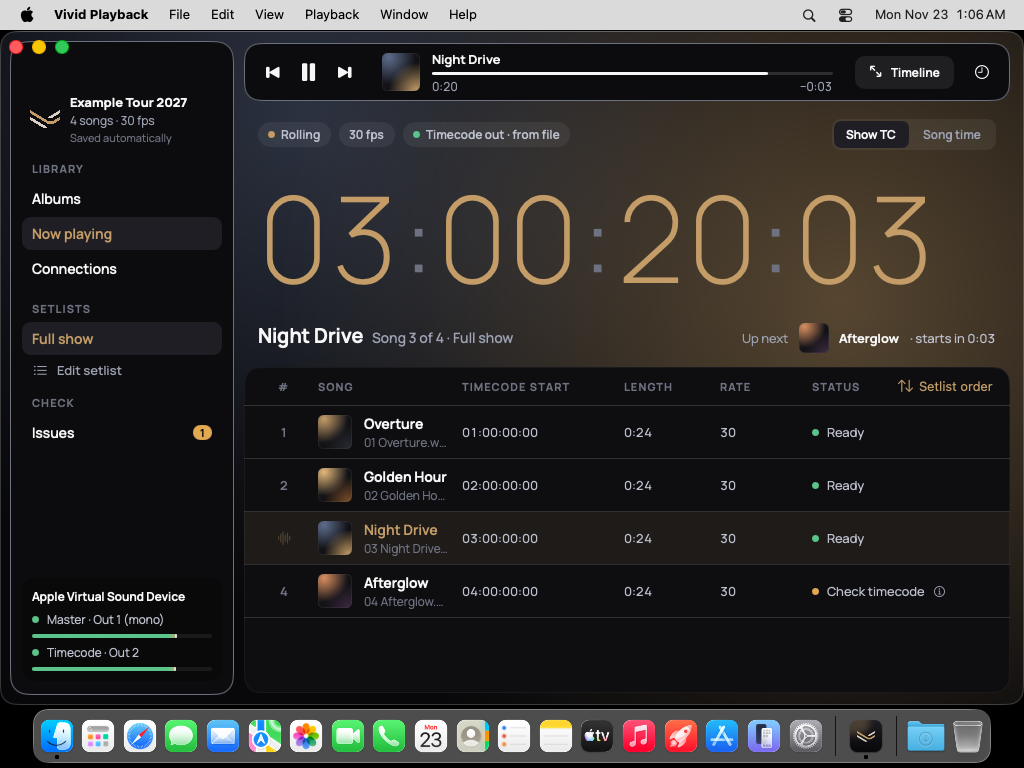 Vivid Playback File Edit View Playback Window Help Mon Nov 23 1:06 AM
Example Tour 2027
4 songs · 30 fps
Saved automatically
LIBRARY
Albums
Now playing
Connections
SETLISTS
Full show
Edit setlist
CHECK
Issues 1
Apple Virtual Sound Device
Master · Out 1 (mono)
Timecode · Out 2
Night Drive
0:20 −0:03
Timeline
Rolling 30 fps Timecode out · from file Show TC Song time
03:00:20:03
Night Drive Song 3 of 4 · Full show Up next Afterglow · starts in 0:03
# SONG TIMECODE START LENGTH RATE STATUS Setlist order
1 Overture 01:00:00:00 0:24 30 Ready
01 Overture.w...
2 Golden Hour 02:00:00:00 0:24 30 Ready
02 Golden Ho...
Night Drive 03:00:00:00 0:24 30 Ready
03 Night Drive...
4 Afterglow 04:00:00:00 0:24 30 Check timecode
04 Afterglow....
Mon
23
tv